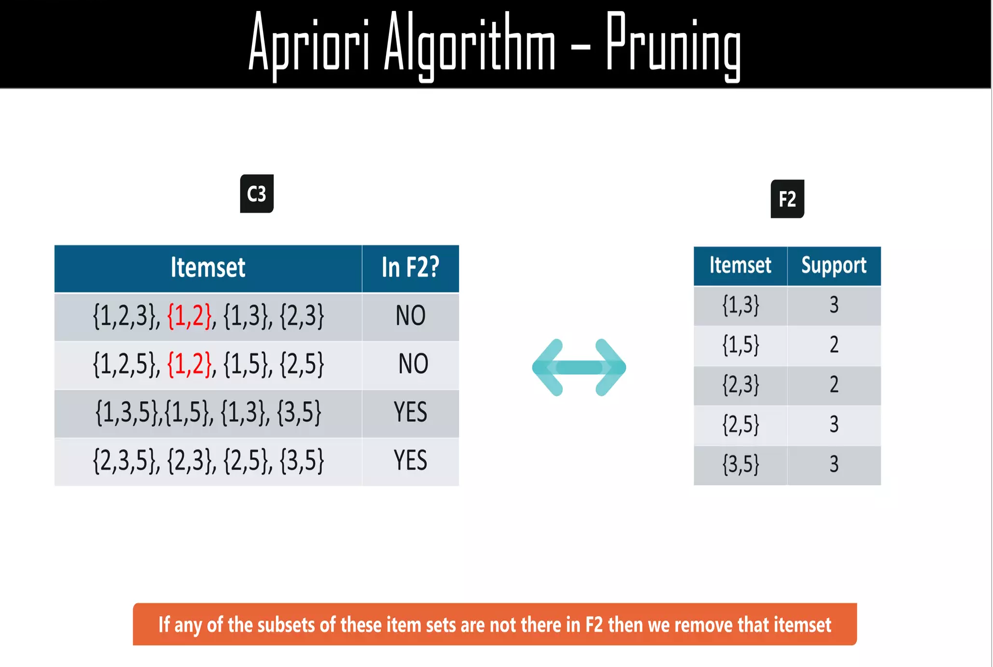 Apriori Algorithm – Pruning
C3
Itemset In F2?
{1,2,3}, {1,2}, {1,3}, {2,3} NO
{1,2,5}, {1,2}, {1,5}, {2,5} NO
{1,3,5},{1,5}, {1,3}, {3,5} YES
{2,3,5}, {2,3}, {2,5}, {3,5} YES
F2
Itemset Support
{1,3} 3
{1,5} 2
{2,3} 2
{2,5} 3
{3,5} 3
If any of the subsets of these item sets are not there in F2 then we remove that itemset